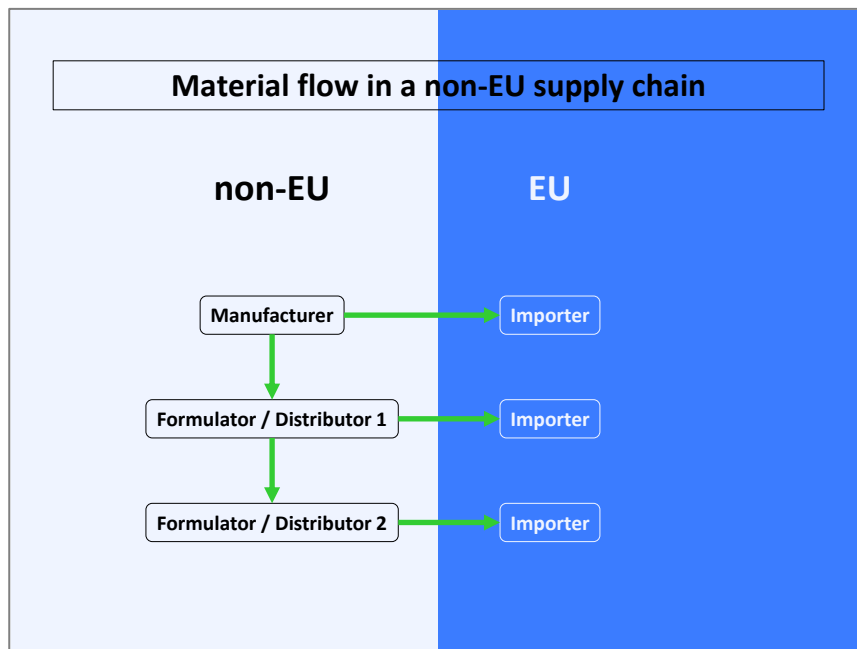 Material flow in a non-EU supply chain
non-EU
EU
Manufacturer
Importer
Formulator / Distributor 1
Importer
Formulator / Distributor 2
Importer